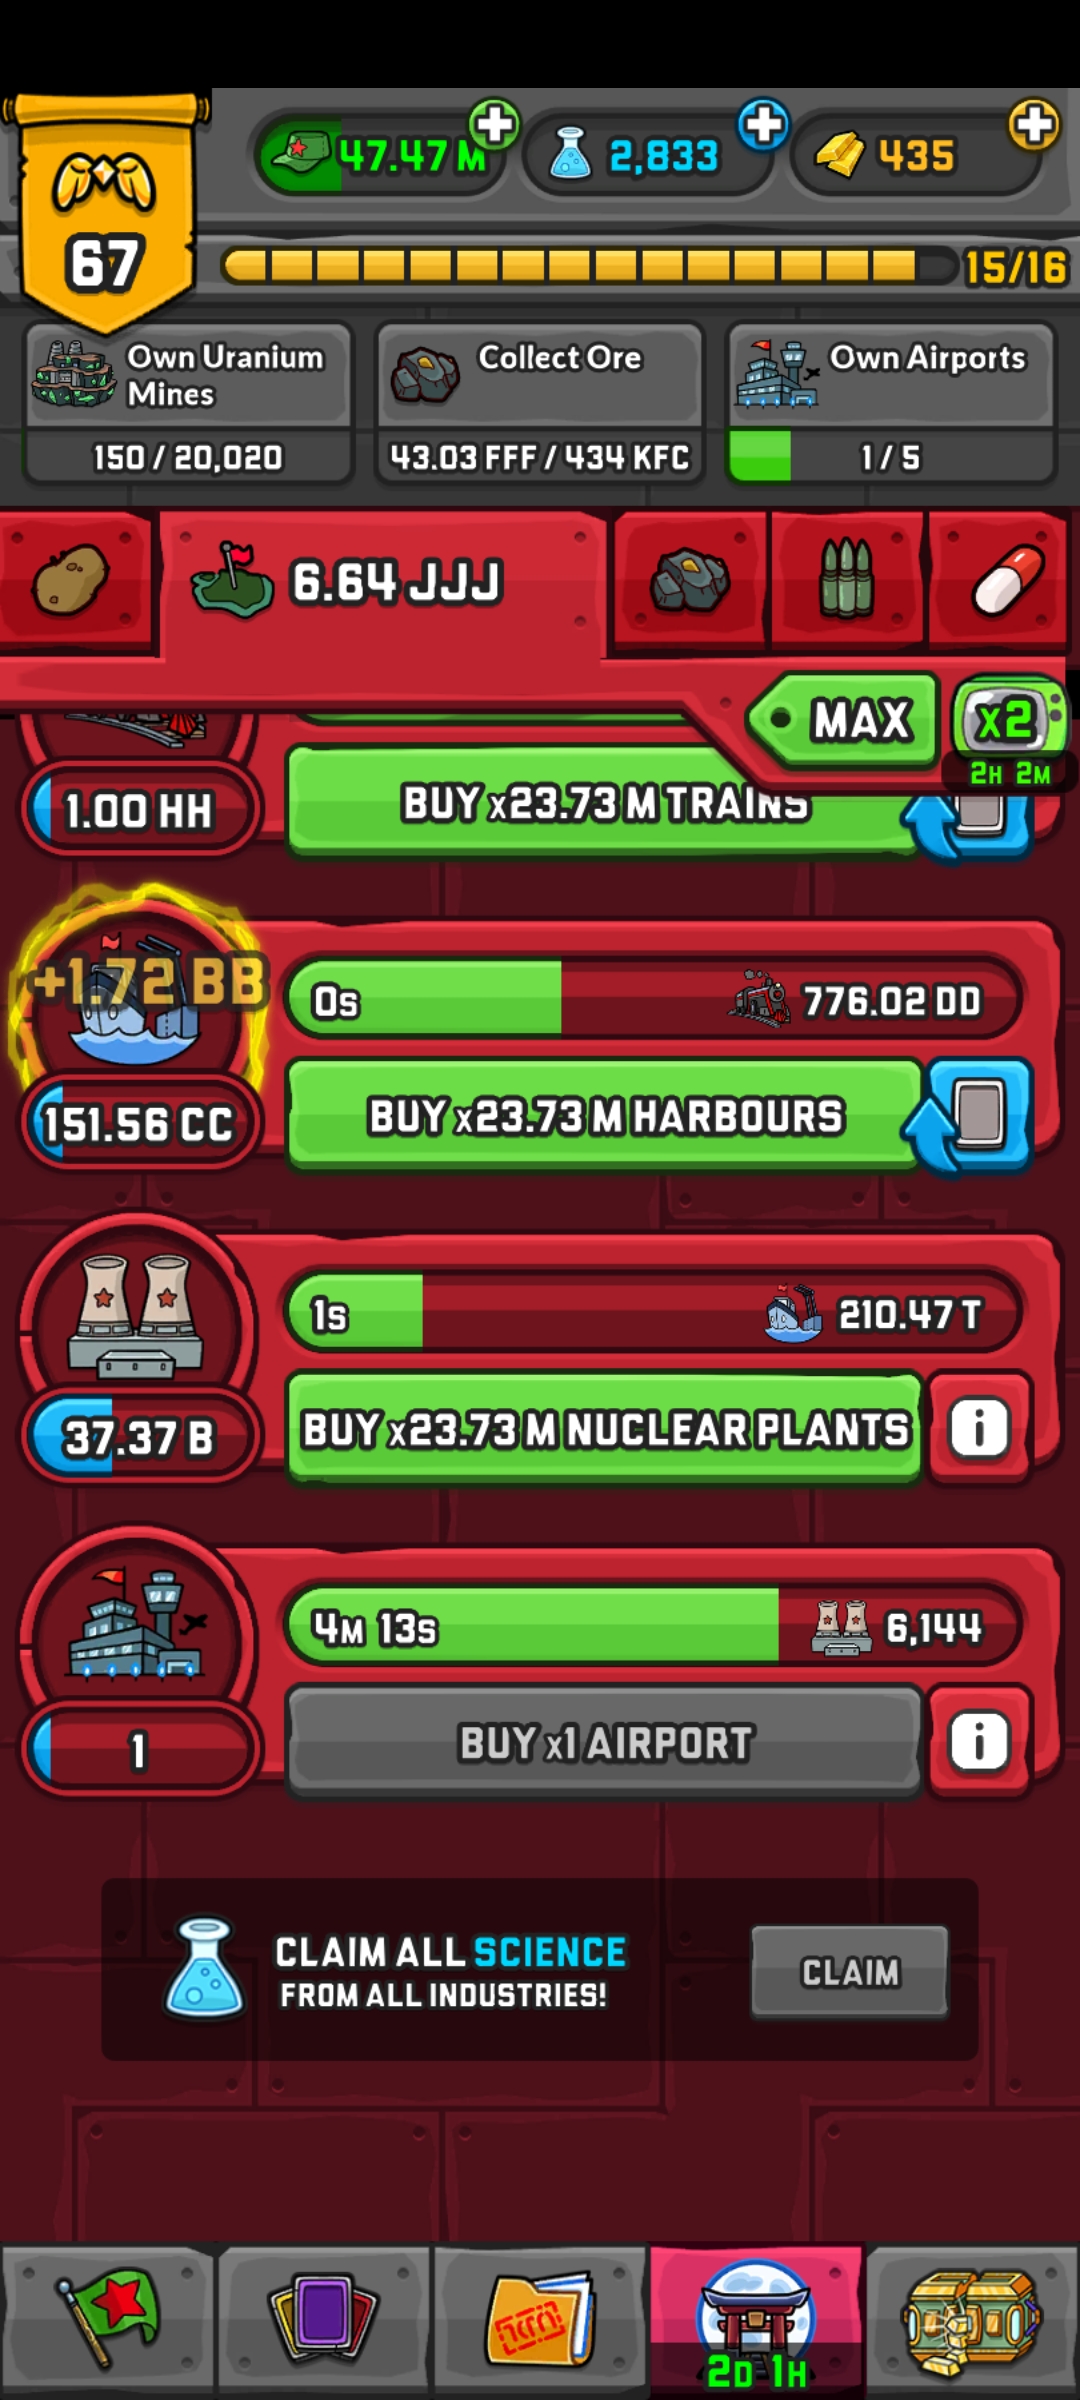 47.47 M
2,833
435
67
15/16
Own Uranium
Mines
Collect Ore
Own Airports
150 / 20,020
43.03 FFF / 434 KFC
1 / 5
6.64 JJJ
MAX
x2
2H 2M
1.00 HH
BUY x23.73 M TRAINS
+1.72 BB
0s
776.02 DD
151.56 CC
BUY x23.73 M HARBOURS
1s
210.47 T
37.37 B
BUY x23.73 M NUCLEAR PLANTS
i
4M 13s
6,144
1
BUY x1 AIRPORT
i
CLAIM ALL SCIENCE
FROM ALL INDUSTRIES!
CLAIM
2D 1H